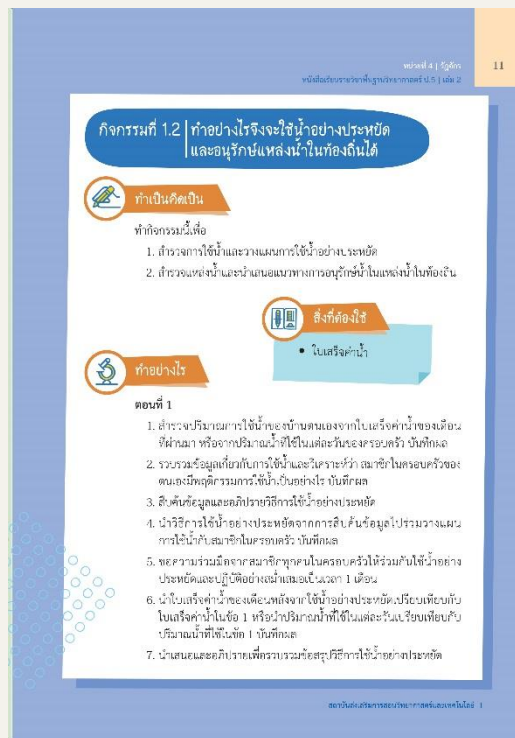 หน่วยที่ 4 | วัฏจักร
11
หนังสือเรียนรายวิชาพื้นฐานวิทยาศาสตร์ ป.5 | เล่ม 2
กิจกรรมที่ 1.2 | ทำอย่างไรจึงจะใช้น้ำอย่างประหยัด
และอนุรักษ์แหล่งน้ำในท้องถิ่นได้
ทำเป็นคิดเป็น
ทำกิจกรรมนี้เพื่อ
1. สำรวจการใช้น้ำและวางแผนการใช้น้ำอย่างประหยัด
2. สำรวจแหล่งน้ำและนำเสนอแนวทางการอนุรักษ์น้ำในแหล่งน้ำในท้องถิ่น
สิ่งที่ต้องใช้
• ใบเสร็จค่าน้ำ
ทำอย่างไร
ตอนที่ 1
1. สำรวจปริมาณการใช้น้ำของบ้านตนเองจากใบเสร็จค่าน้ำของเดือน
ที่ผ่านมา หรือจากปริมาณน้ำที่ใช้ในแต่ละวันของครอบครัว บันทึกผล
2. รวบรวมข้อมูลเกี่ยวกับการใช้น้ำและวิเคราะห์ว่า สมาชิกในครอบครัวของ
ตนเองมีพฤติกรรมการใช้น้ำเป็นอย่างไร บันทึกผล
3. สืบค้นข้อมูลและอภิปรายวิธีการใช้น้ำอย่างประหยัด
4. นำวิธีการใช้น้ำอย่างประหยัดจากการสืบค้นข้อมูลไปร่วมวางแผน
การใช้น้ำกับสมาชิกในครอบครัว บันทึกผล
5. ขอความร่วมมือจากสมาชิกทุกคนในครอบครัวให้ร่วมกันใช้น้ำอย่าง
ประหยัดและปฏิบัติอย่างสม่ำเสมอเป็นเวลา 1 เดือน
6. นำใบเสร็จค่าน้ำของเดือนหลังจากใช้น้ำอย่างประหยัดเปรียบเทียบกับ
ใบเสร็จค่าน้ำในข้อ 1 หรือนำปริมาณน้ำที่ใช้ในแต่ละวันเปรียบเทียบกับ
ปริมาณน้ำที่ใช้ในข้อ 1 บันทึกผล
7. นำเสนอและอภิปรายเพื่อรวบรวมข้อสรุปวิธีการใช้น้ำอย่างประหยัด
สถาบันส่งเสริมการสอนวิทยาศาสตร์และเทคโนโลยี |